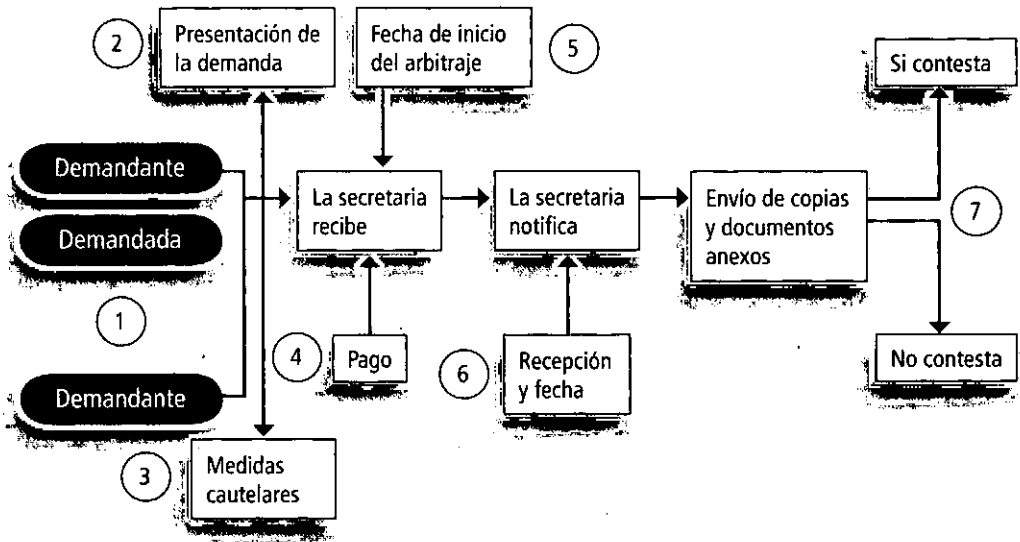 2
Presentación de
la demanda
Fecha de inicio
del arbitraje
5
Si contesta
Demandante
Demandada
1
La secretaria
recibe
La secretaria
notifica
Envío de copias
y documentos
anexos
7
4
Pago
6
Recepción
y fecha
No contesta
Demandante
3
Medidas
cautelares